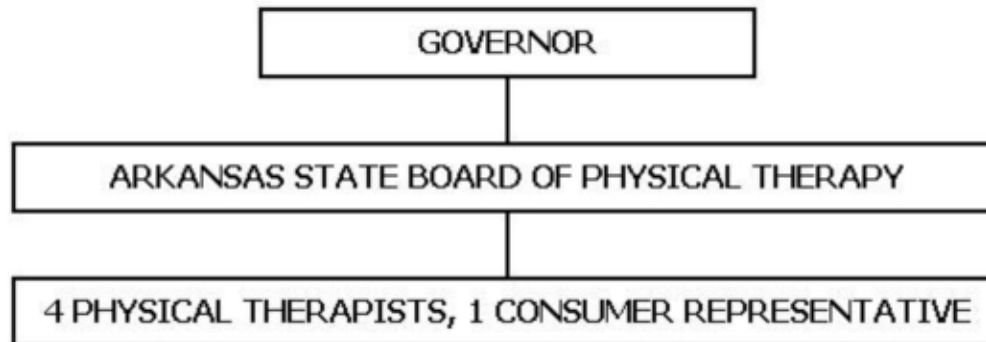 GOVERNOR
ARKANSAS STATE BOARD OF PHYSICAL THERAPY
4 PHYSICAL THERAPISTS, 1 CONSUMER REPRESENTATIVE